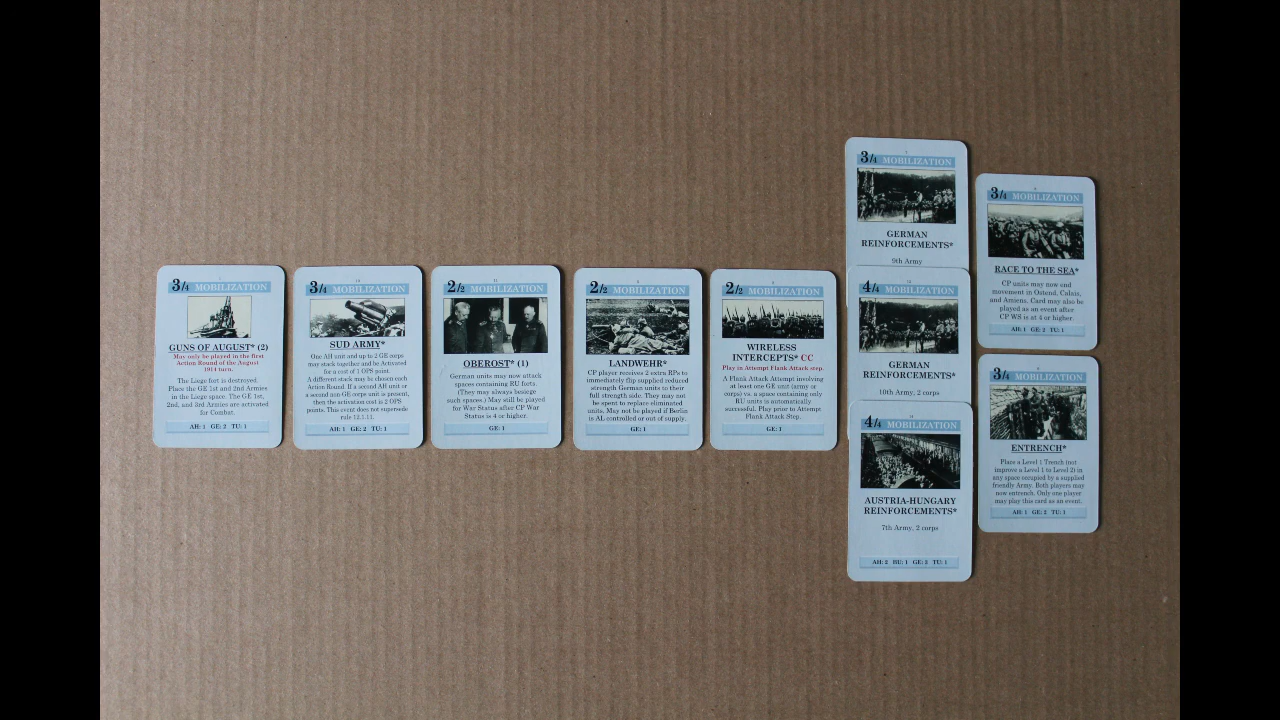 3/4 MOBILIZATION
GUNS OF AUGUST* (2)
May only be played in the first
Action Round of the August
1914 turn.
The Liege fort is destroyed.
Place the GE 1st and 2nd Armies
in the Liege space. The GE 1st,
2nd, and 3rd Armies are activated
for Combat.
AH: 1 GE: 2 TU: 1
3/4 MOBILIZATION
SUD ARMY*
One AH unit and up to 2 GE corps
may stack together and be Activated
for a cost of 1 OPS point.
A different stack may be chosen each
Action Round. If a second AH unit or
a second non-GE corps unit is present,
then the activation cost is 2 OPS
points. This event does not supersede
rule 12.1.11.
AH: 1 GE: 2 TU: 1
2/2 MOBILIZATION
OBEROST* (1)
German units may now attack
spaces containing RU forts.
(They may always besiege
such spaces.) May still be played
for War Status after CP War
Status is 4 or higher.
GE: 1
2/2 MOBILIZATION
LANDWEHR*
CP player receives 2 extra RPs to
immediately flip supplied reduced
strength German units to their
full strength side. They may not
be spent to replace eliminated
units. May not be played if Berlin
is AL controlled or out of supply.
GE: 1
2/2 MOBILIZATION
WIRELESS
INTERCEPTS* CC
Play in Attempt Flank Attack step.
A Flank Attack Attempt involving
at least one GE unit (army or
corps) vs. a space containing only
RU units is automatically
successful. Play prior to Attempt
Flank Attack Step.
GE: 1
3/4 MOBILIZATION
GERMAN
REINFORCEMENTS*
9th Army
4/4 MOBILIZATION
GERMAN
REINFORCEMENTS*
10th Army, 2 corps
4/4 MOBILIZATION
AUSTRIA-HUNGARY
REINFORCEMENTS*
7th Army, 2 corps
AH: 2 BU: 1 GE: 3 TU: 1
3/4 MOBILIZATION
RACE TO THE SEA*
CP units may now end
movement in Ostend, Calais,
and Amiens. Card may also be
played as an event after
CP WS is at 4 or higher.
AH: 1 GE: 2 TU: 1
3/4 MOBILIZATION
ENTRENCH*
Place a Level 1 Trench (not
improve a Level 1 to Level 2) in
any space occupied by a supplied
friendly Army. Both players may
now entrench. Only one player
may play this card as an event.
AH: 1 GE: 2 TU: 1